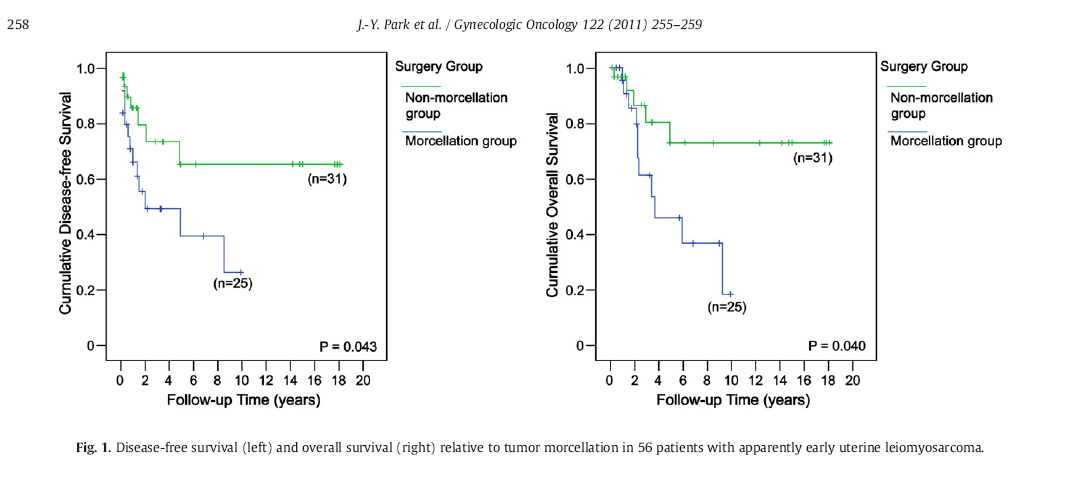 258
J.-Y. Park et al. / Gynecologic Oncology 122 (2011) 255–259
Cumulative Disease-free Survival
1.0
0.8
0.6
0.4
0.2
0
0 2 4 6 8 10 12 14 16 18 20
Follow-up Time (years)
(n=31)
(n=25)
P = 0.043
Surgery Group
Non-morcellation
group
Morcellation group
Cumulative Overall Survival
1.0
0.8
0.6
0.4
0.2
0
0 2 4 6 8 10 12 14 16 18 20
Follow-up Time (years)
(n=31)
(n=25)
P = 0.040
Surgery Group
Non-morcellation
group
Morcellation group
Fig. 1. Disease-free survival (left) and overall survival (right) relative to tumor morcellation in 56 patients with apparently early uterine leiomyosarcoma.